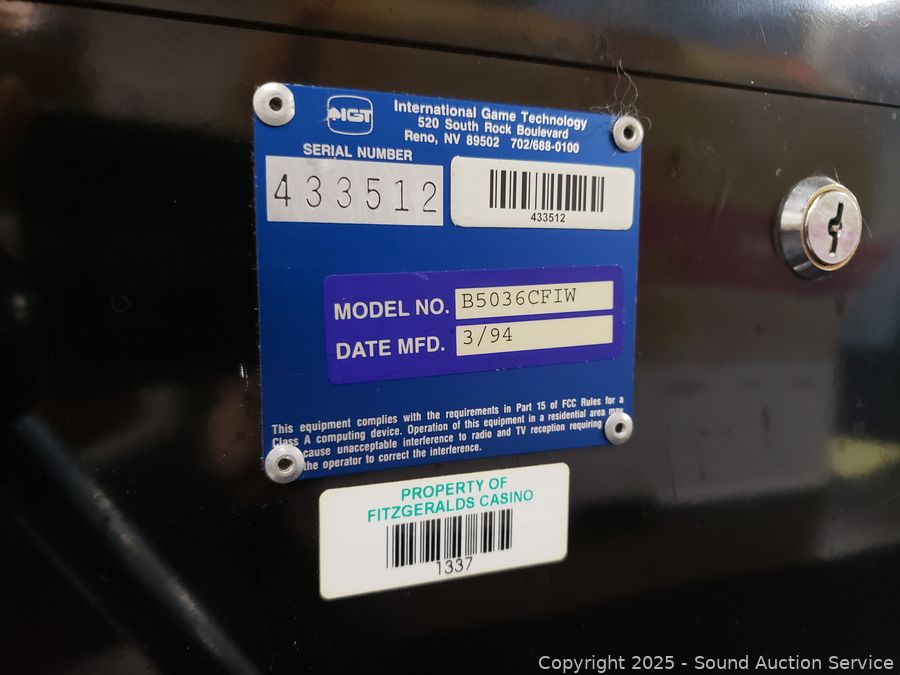 IGT
International Game Technology
520 South Rock Boulevard
Reno, NV 89502 702/688-0100
SERIAL NUMBER
433512
433512
MODEL NO. B5036CFIW
DATE MFD. 3/94
This equipment complies with the requirements in Part 15 of FCC Rules for a
Class A computing device. Operation of this equipment in a residential area may
cause unacceptable interference to radio and TV reception requiring
the operator to correct the interference.
PROPERTY OF
FITZGERALDS CASINO
1337
Copyright 2025 - Sound Auction Service